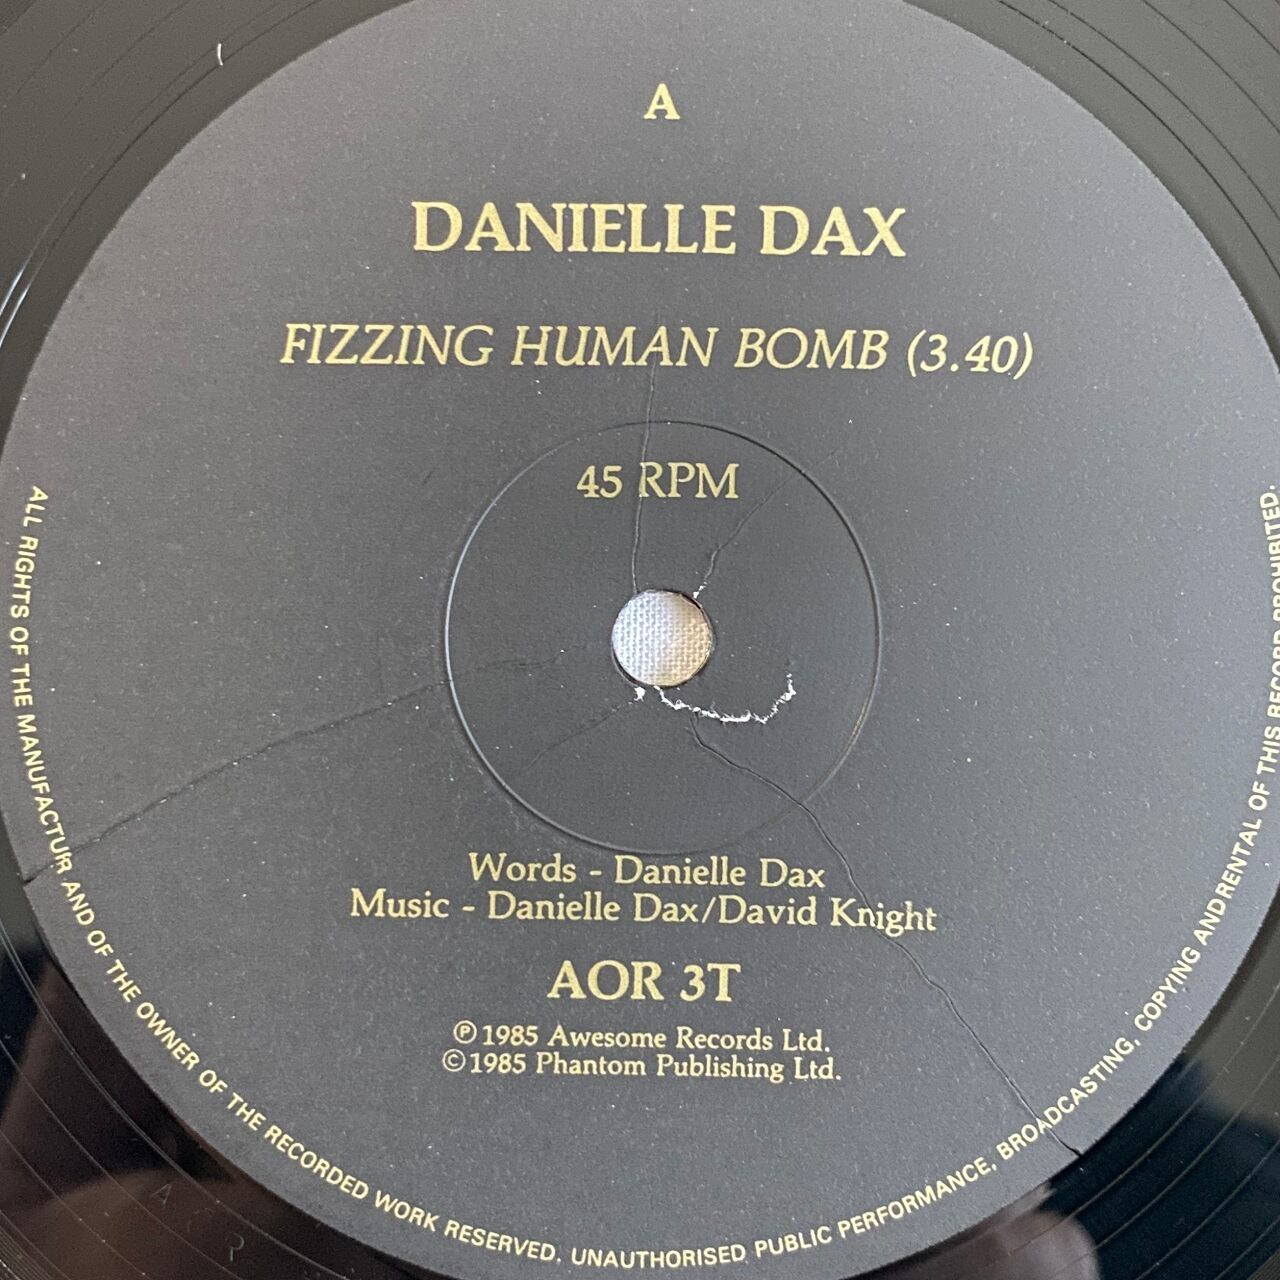 A
DANIELLE DAX
FIZZING HUMAN BOMB (3.40)
45 RPM
Words - Danielle Dax
Music - Danielle Dax/David Knight
AOR 3T
℗ 1985 Awesome Records Ltd.
© 1985 Phantom Publishing Ltd.
ALL RIGHTS OF THE MANUFACTUR AND OF THE OWNER OF THE RECORDED WORK RESERVED. UNAUTHORISED PUBLIC PERFORMANCE, BROADCASTING, COPYING ANDRENTAL OF THIS RECORD PROHIBITED.